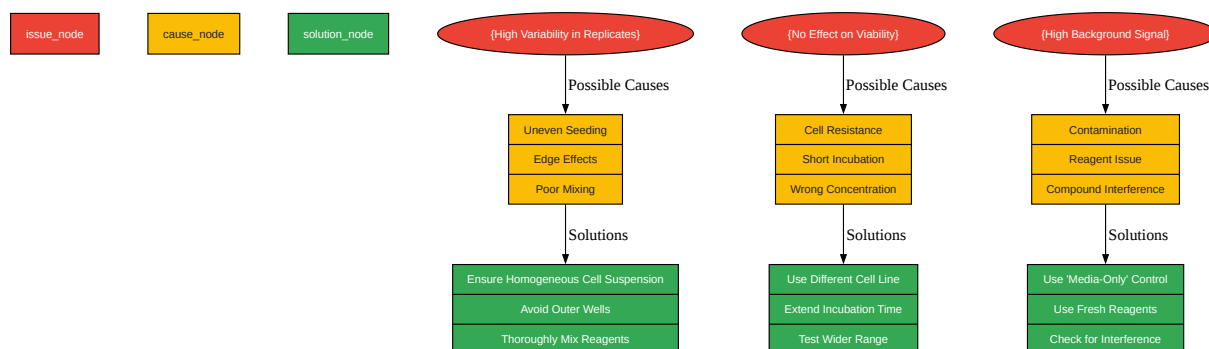 issue_node
cause_node
solution_node
{High Variability in Replicates}
{No Effect on Viability}
{High Background Signal}
Possible Causes
Possible Causes
Possible Causes
Uneven Seeding
Edge Effects
Poor Mixing
Cell Resistance
Short Incubation
Wrong Concentration
Contamination
Reagent Issue
Compound Interference
Solutions
Solutions
Solutions
Ensure Homogeneous Cell Suspension
Avoid Outer Wells
Thoroughly Mix Reagents
Use Different Cell Line
Extend Incubation Time
Test Wider Range
Use 'Media-Only' Control
Use Fresh Reagents
Check for Interference